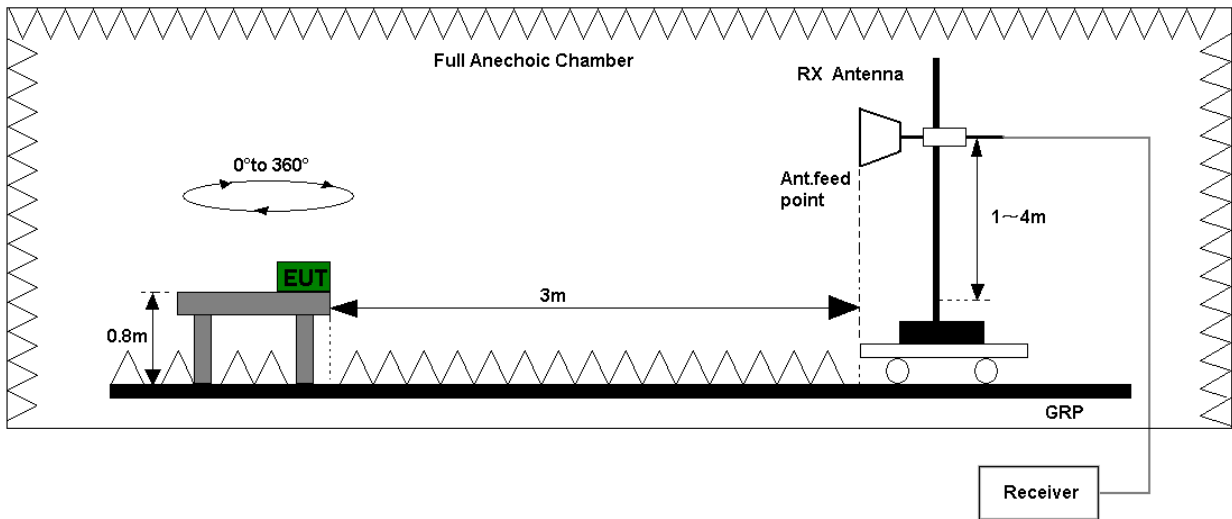 Full Anechoic Chamber
RX Antenna
0°to 360°
Ant.feed
point
1～4m
EUT
3m
0.8m
GRP
Receiver